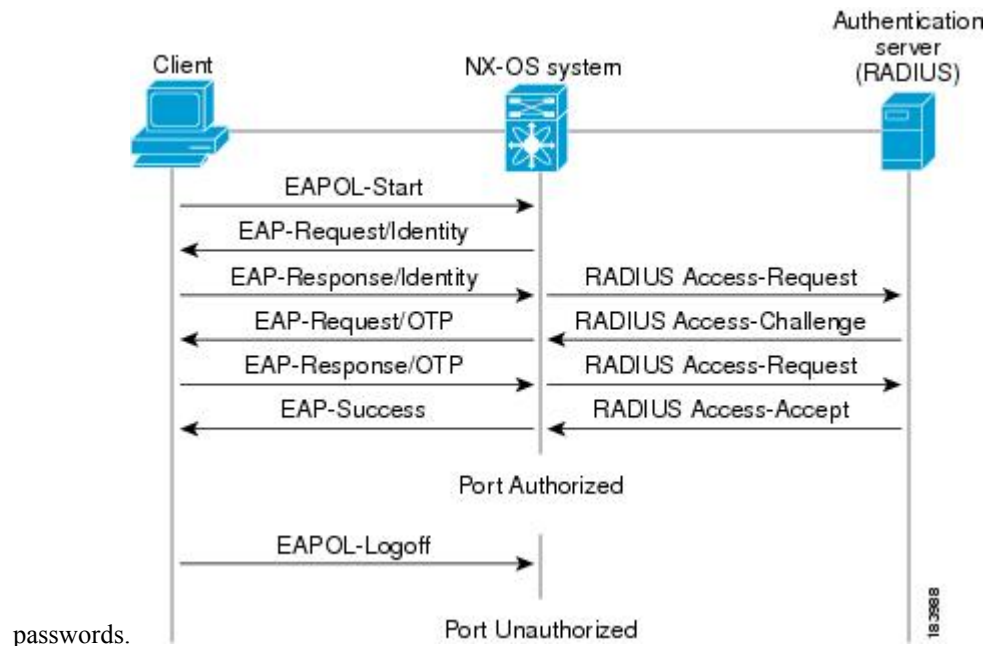 Authentication
server
(RADIUS)
Client
NX-OS system
EAPOL-Start
EAP-Request/Identity
EAP-Response/Identity
RADIUS Access-Request
EAP-Request/OTP
RADIUS Access-Challenge
EAP-Response/OTP
RADIUS Access-Request
EAP-Success
RADIUS Access-Accept
Port Authorized
EAPOL-Logoff
Port Unauthorized
183988
passwords.